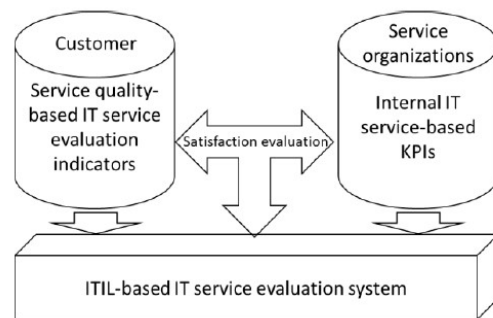 Customer
Service quality-
based IT service
evaluation
indicators
Satisfaction evaluation
Service
organizations
Internal IT
service-based
KPIs
ITIL-based IT service evaluation system